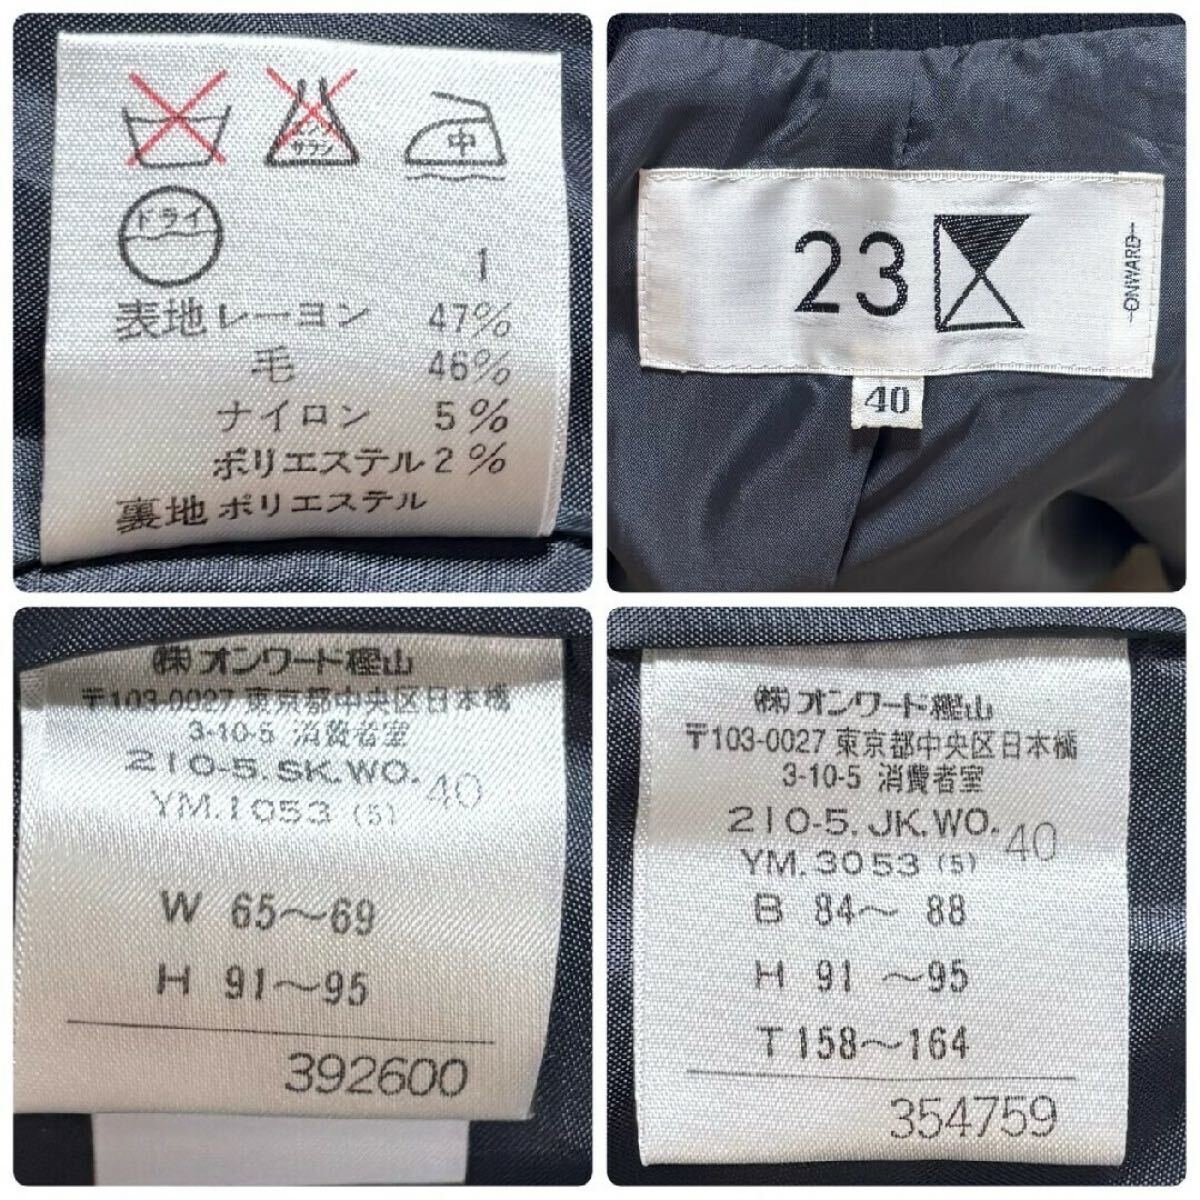 エンソ
サラシ
中
ドライ
1
表地 レーヨン 47%
毛 46%
ナイロン 5%
ポリエステル 2%
裏地 ポリエステル
23
ONWARD
40
㈱オンワード樫山
〒103-0027 東京都中央区日本橋
3-10-5 消費者室
210-5.SK.WO.
YM.1053 (5) 40
W 65～69
H 91～95
392600
㈱オンワード樫山
〒103-0027 東京都中央区日本橋
3-10-5 消費者室
210-5.JK.WO.
YM.3053 (5) 40
B 84～88
H 91～95
T 158～164
354759